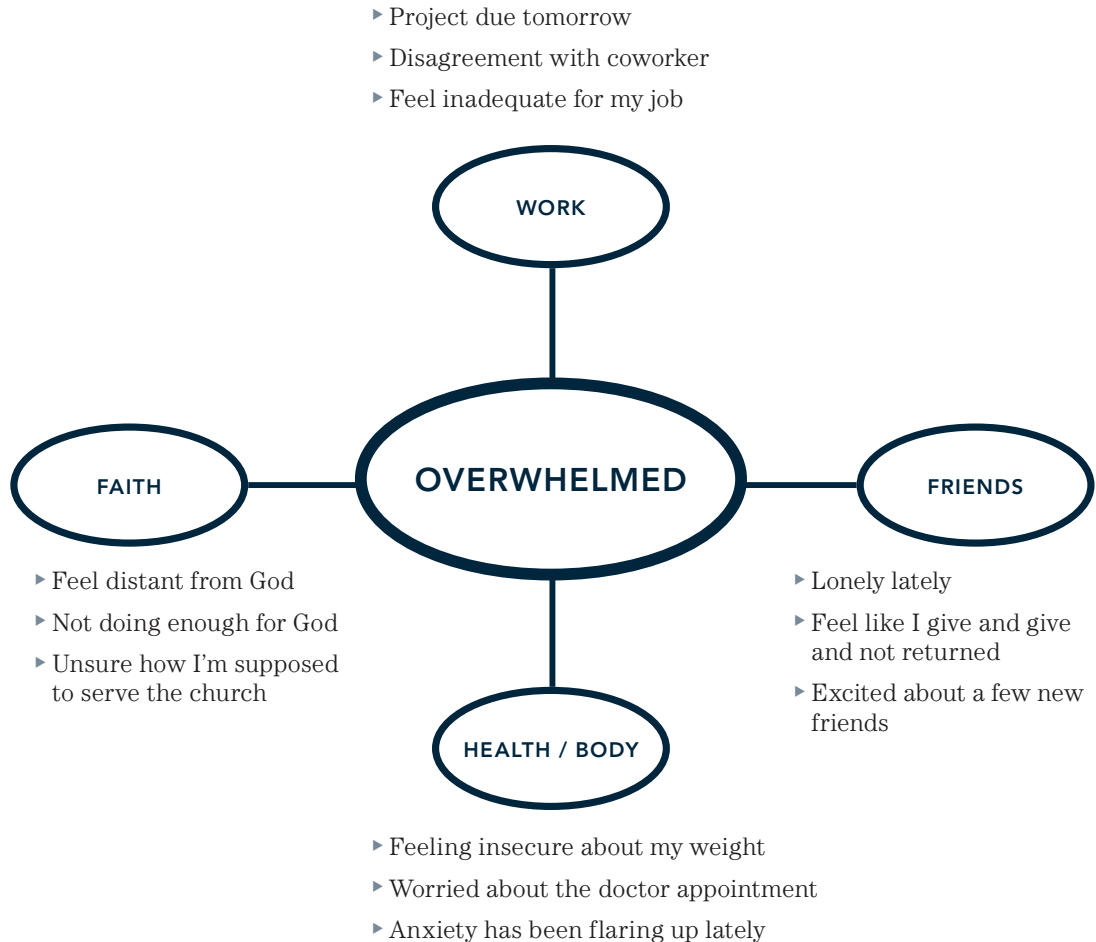 ▸ Project due tomorrow
▸ Disagreement with coworker
▸ Feel inadequate for my job
WORK
OVERWHELMED
FAITH
▸ Feel distant from God
▸ Not doing enough for God
▸ Unsure how I'm supposed
to serve the church
FRIENDS
▸ Lonely lately
▸ Feel like I give and give
and not returned
▸ Excited about a few new
friends
HEALTH / BODY
▸ Feeling insecure about my weight
▸ Worried about the doctor appointment
▸ Anxiety has been flaring up lately